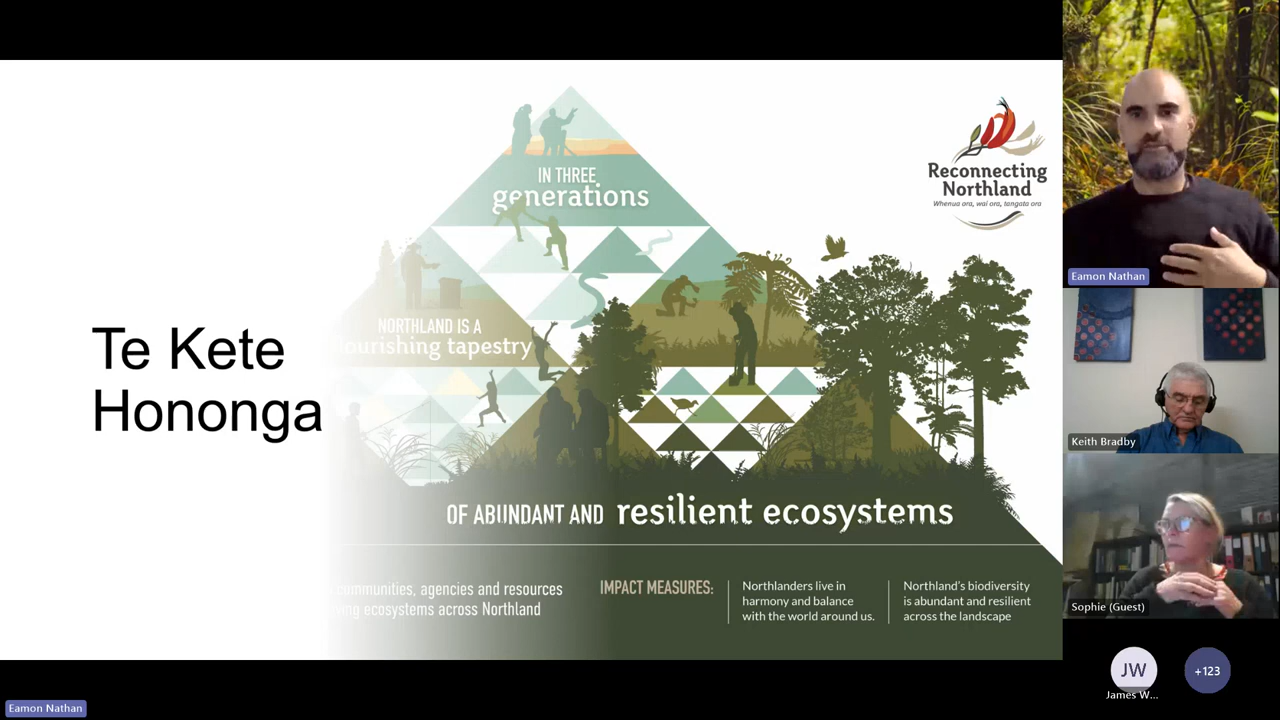 Te Kete
Hononga
IN THREE
generations
NORTHLAND IS A
ourishing tapestry
OF ABUNDANT AND resilient ecosystems
communities, agencies and resources
ecosystems across Northland
IMPACT MEASURES:
Northlanders live in
harmony and balance
with the world around us.
Northland's biodiversity
is abundant and resilient
across the landscape
Reconnecting
Northland
Whenua ora, wai ora, tangata ora
Eamon Nathan
Keith Bradby
Sophie (Guest)
JW
James W...
+123
Eamon Nathan